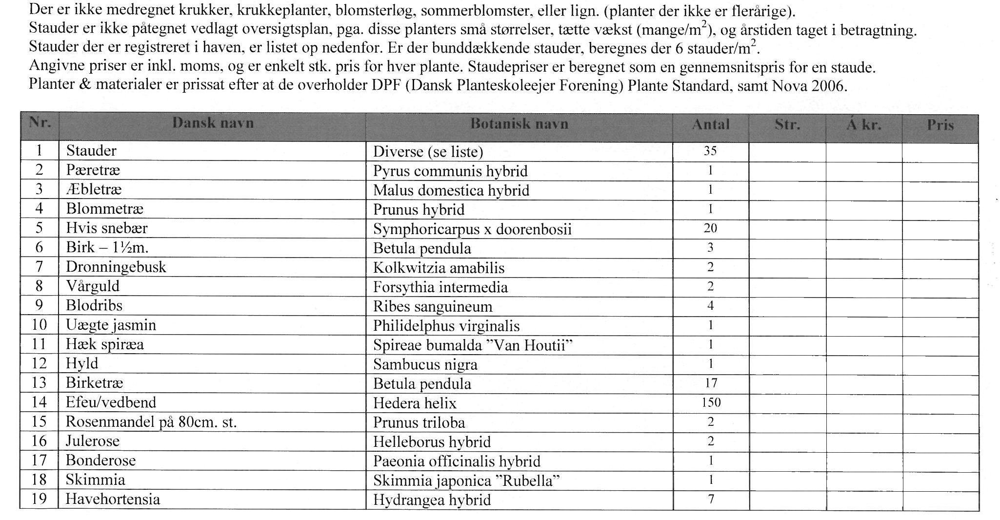 Der er ikke medregnet krukker, krukkeplanter, blomsterløg, sommerblomster, eller lign. (planter der ikke er flerårige).
Stauder er ikke påtegnet vedlagt oversigtsplan, pga. disse planters små størrelser, tætte vækst (mange/m²), og årstiden taget i betragtning.
Stauder der er registreret i haven, er listet op nedenfor. Er der bunddækkende stauder, beregnes der 6 stauder/m².
Angivne priser er inkl. moms, og er enkelt stk. pris for hver plante. Staudepriser er beregnet som en gennemsnitspris for en staude.
Planter & materialer er prissat efter at de overholder DPF (Dansk Planteskoleejer Forening) Plante Standard, samt Nova 2006.
Nr. Dansk navn Botanisk navn Antal Str. Á kr. Pris
1 Stauder Diverse (se liste) 35
2 Pæretræ Pyrus communis hybrid 1
3 Æbletræ Malus domestica hybrid 1
4 Blommetræ Prunus hybrid 1
5 Hvis snebær Symphoricarpus x doorenbosii 20
6 Birk – 1½m. Betula pendula 3
7 Dronningebusk Kolkwitzia amabilis 2
8 Vårguld Forsythia intermedia 2
9 Blodribs Ribes sanguineum 4
10 Uægte jasmin Philidelphus virginalis 1
11 Hæk spiræa Spireae bumalda ”Van Houtii” 1
12 Hyld Sambucus nigra 1
13 Birketræ Betula pendula 17
14 Efeu/vedbend Hedera helix 150
15 Rosenmandel på 80cm. st. Prunus triloba 2
16 Julerose Helleborus hybrid 2
17 Bonderose Paeonia officinalis hybrid 1
18 Skimmia Skimmia japonica ”Rubella” 1
19 Havehortensia Hydrangea hybrid 7